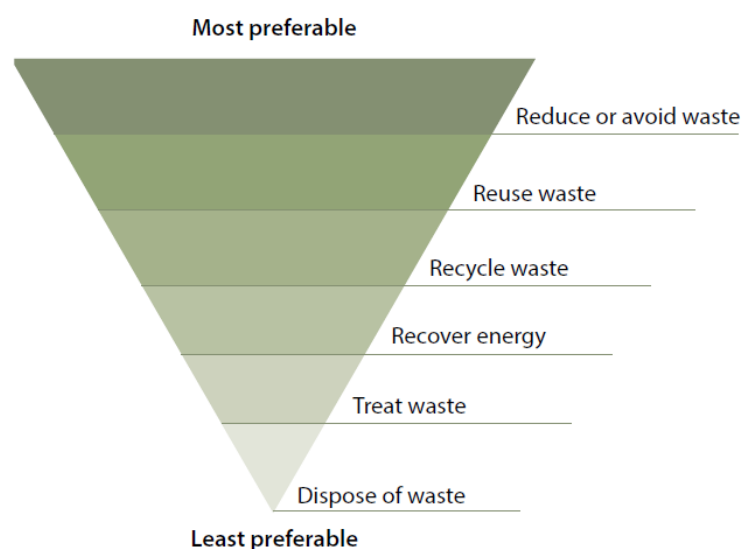 Most preferable
Reduce or avoid waste
Reuse waste
Recycle waste
Recover energy
Treat waste
Dispose of waste
Least preferable